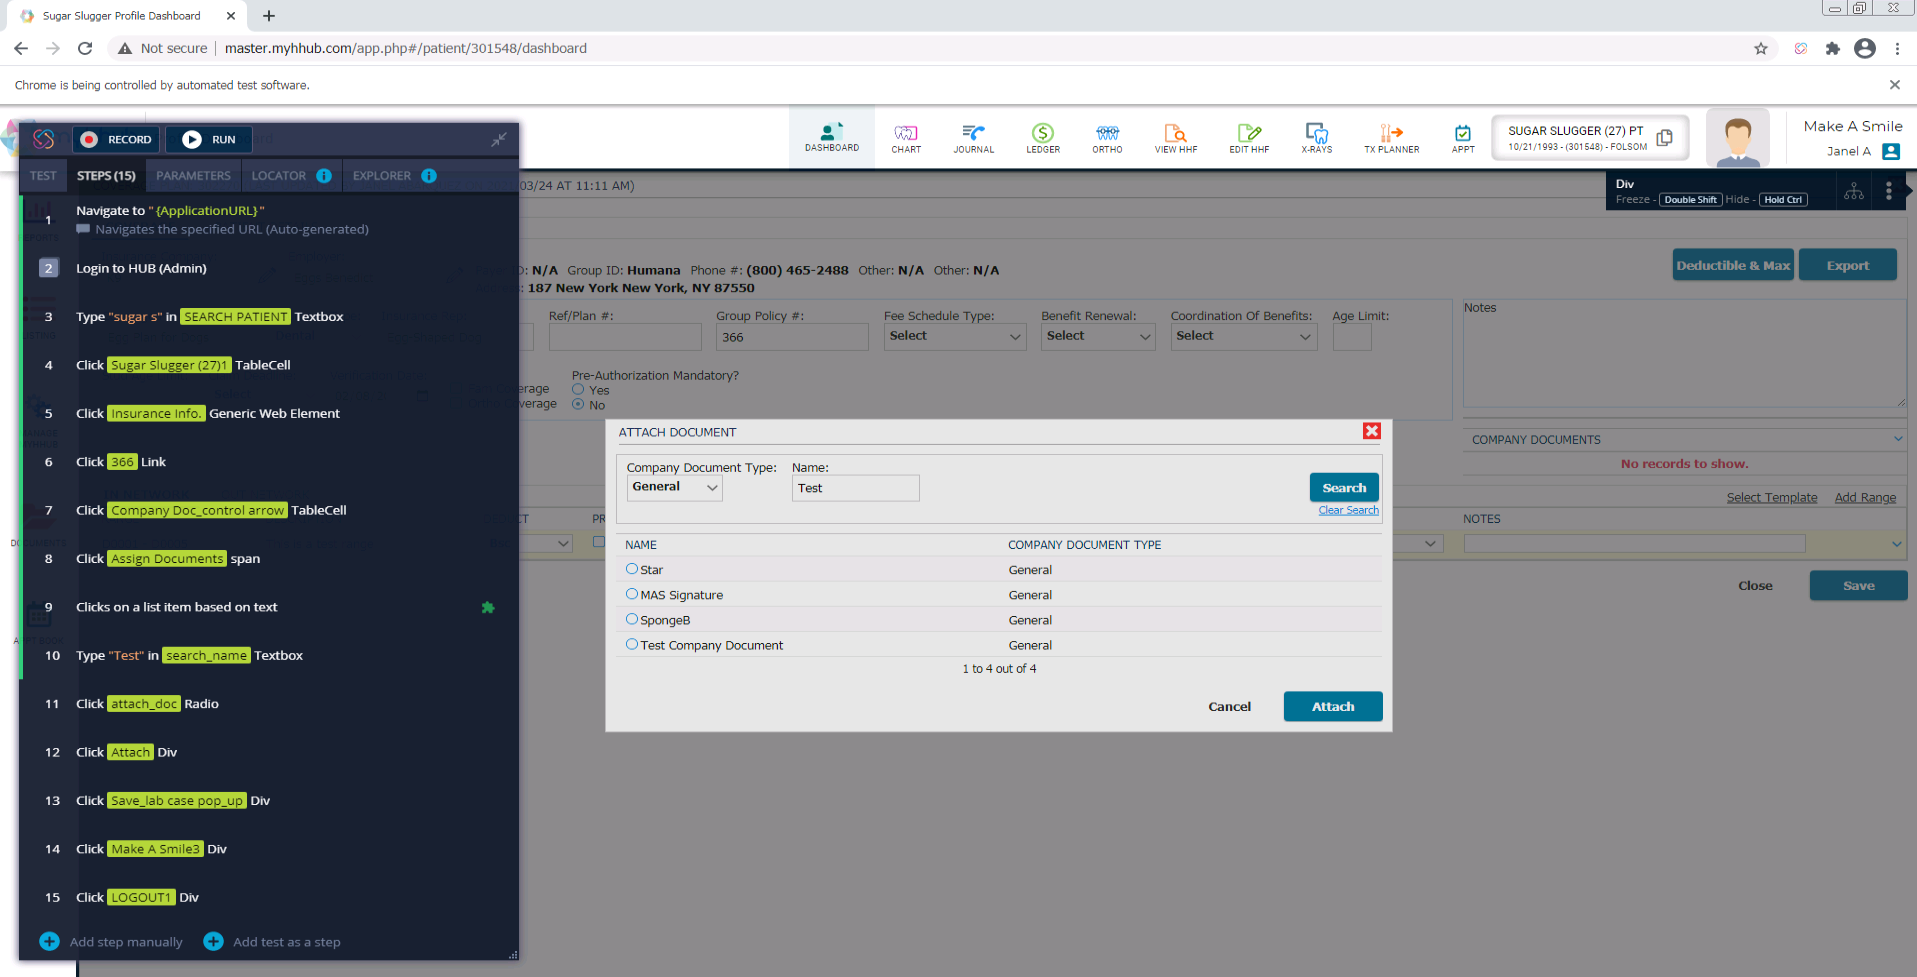 Sugar Slugger Profile Dashboard
Not secure master.myhhub.com/app.php#/patient/301548/dashboard
Chrome is being controlled by automated test software.
RECORD RUN
TEST STEPS (15) PARAMETERS LOCATOR EXPLORER
1 Navigate to "{ApplicationURL}"
Navigates the specified URL (Auto-generated)
2 Login to HUB (Admin)
3 Type "sugar s" in SEARCH PATIENT Textbox
4 Click Sugar Slugger (27)1 TableCell
5 Click Insurance Info. Generic Web Element
6 Click 366 Link
7 Click Company Doc_control arrow TableCell
8 Click Assign Documents span
9 Clicks on a list item based on text
10 Type "Test" in search_name Textbox
11 Click attach_doc Radio
12 Click Attach Div
13 Click Save_lab case pop_up Div
14 Click Make A Smile3 Div
15 Click LOGOUT1 Div
Add step manually Add test as a step
DASHBOARD CHART JOURNAL LEDGER ORTHO VIEW HHF EDIT HHF X-RAYS TX PLANNER APPT
SUGAR SLUGGER (27) PT
10/21/1993 - (301548) - FOLSOM
Make A Smile
Janel A
03/24 AT 11:11 AM)
Div
Freeze - Double Shift Hide - Hold Ctrl
ID: N/A Group ID: Humana Phone #: (800) 465-2488 Other: N/A Other: N/A
187 New York New York, NY 87550
Deductible & Max Export
Ref/Plan #: Group Policy #: Fee Schedule Type: Benefit Renewal: Coordination Of Benefits: Age Limit:
366 Select Select Select
Notes
Pre-Authorization Mandatory?
Yes
No
COMPANY DOCUMENTS
No records to show.
Select Template Add Range
NOTES
Close Save
ATTACH DOCUMENT
Company Document Type: Name:
General Test
Search
Clear Search
NAME COMPANY DOCUMENT TYPE
Star General
MAS Signature General
SpongeB General
Test Company Document General
1 to 4 out of 4
Cancel Attach